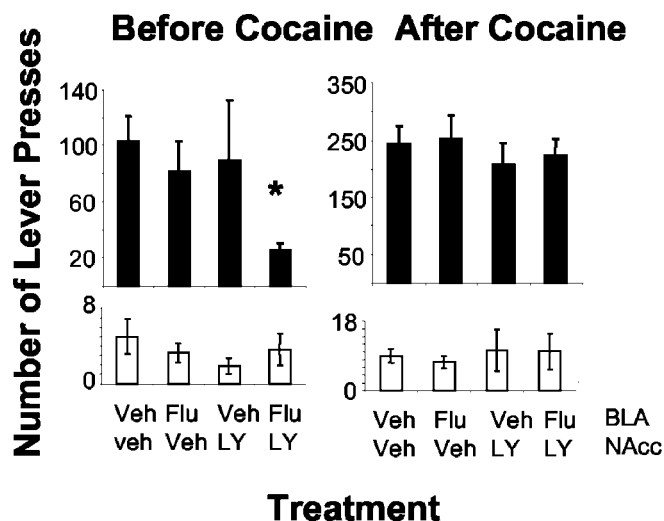 Before Cocaine After Cocaine
Number of Lever Presses
140
100
60
20
8
0
350
250
150
50
18
0
*
Veh Flu Veh Flu
veh Veh LY LY
Veh Flu Veh Flu BLA
Veh Veh LY LY NAcc
Treatment